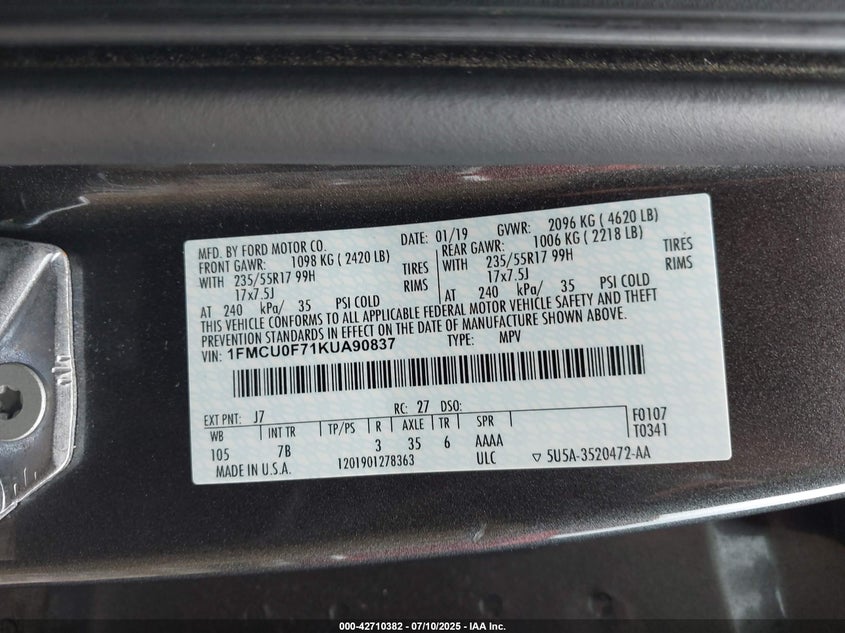 MFD. BY FORD MOTOR CO. DATE: 01/19 GVWR: 2096 KG ( 4620 LB)
FRONT GAWR: 1098 KG ( 2420 LB) REAR GAWR: 1006 KG ( 2218 LB)
WITH 235/55R17 99H TIRES WITH 235/55R17 99H TIRES
17x7.5J RIMS 17x7.5J RIMS
AT 240 kPa/ 35 PSI COLD AT 240 kPa/ 35 PSI COLD
THIS VEHICLE CONFORMS TO ALL APPLICABLE FEDERAL MOTOR VEHICLE SAFETY AND THEFT
PREVENTION STANDARDS IN EFFECT ON THE DATE OF MANUFACTURE SHOWN ABOVE.
VIN: 1FMCU0F71KUA90837 TYPE: MPV
EXT PNT: J7 RC: 27 DSO: F0107
WB INT TR TP/PS R AXLE TR SPR T0341
105 7B 3 35 6 AAAA
MADE IN U.S.A. 1201901278363 ULC ▽ 5U5A-3520472-AA
000-42710382 / 07/10/2025 - IAA Inc.